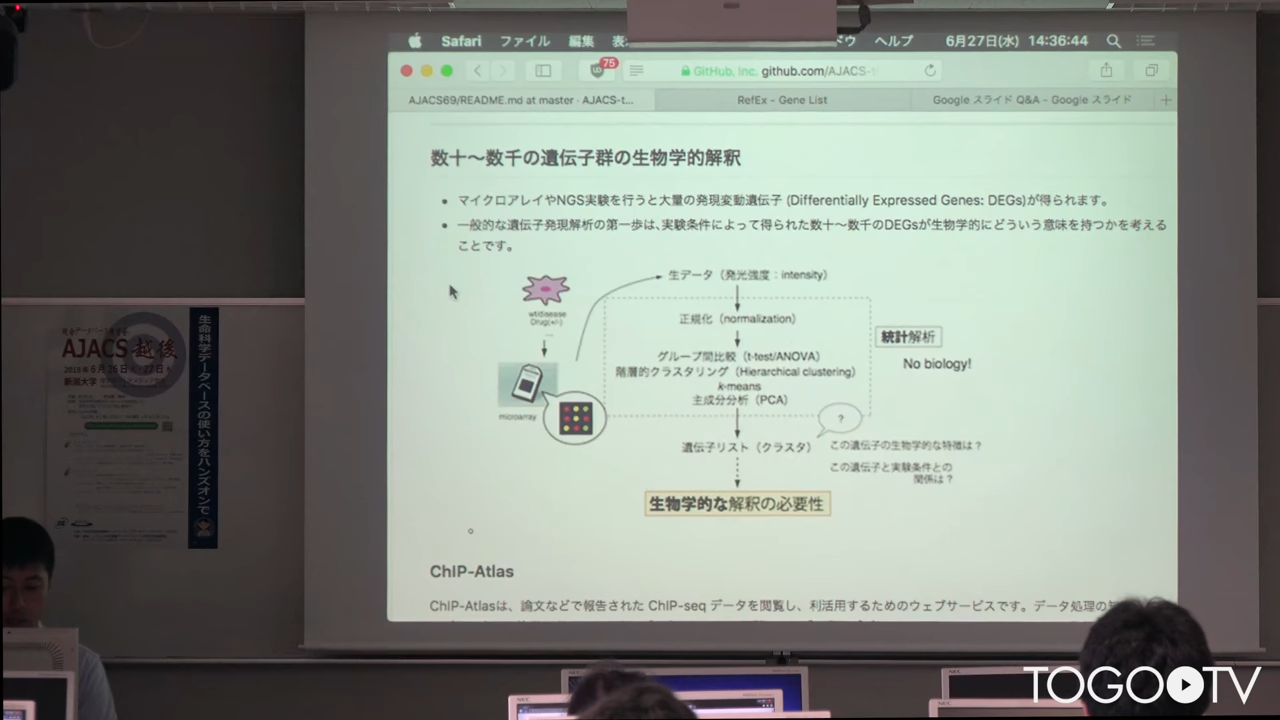 Safari ファイル 編集 ドウ ヘルプ 6月27日(水) 14:36:44
75
GitHub, Inc. github.com/AJACS-t
AJACS69/README.md at master · AJACS-t...
RefEx - Gene List
Google スライド Q&A - Google スライド
数十〜数千の遺伝子群の生物学的解釈
マイクロアレイやNGS実験を行うと大量の発現変動遺伝子 (Differentially Expressed Genes: DEGs)が得られます。
一般的な遺伝子発現解析の第一歩は、実験条件によって得られた数十〜数千のDEGsが生物学的にどういう意味を持つかを考える
ことです。
生データ（発光強度：intensity）
wt/disease
Drug(+/-)
正規化（normalization）
統計解析
No biology!
グループ間比較（t-test/ANOVA）
階層的クラスタリング（Hierarchical clustering）
k-means
主成分分析（PCA）
microarray
?
遺伝子リスト（クラスタ）
この遺伝子の生物学的な特徴は？
この遺伝子と実験条件との
関係は？
生物学的な解釈の必要性
ChIP-Atlas
ChIP-Atlasは、論文などで報告された ChIP-seq データを閲覧し、利活用するためのウェブサービスです。データ処理の
AJACS 越後
新潟大学
生命科学データベースの使い方をハンズオンで
NEC
NEC
NEC
NEC
TOGOTV